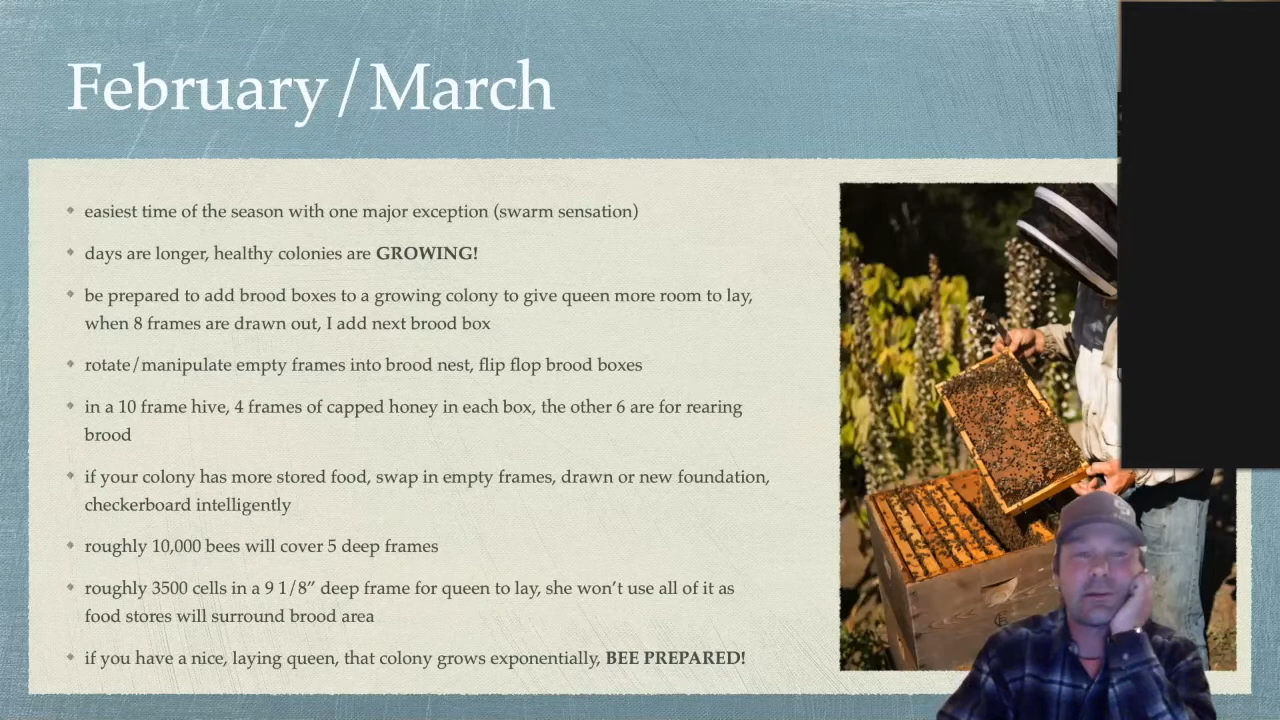 February/March
easiest time of the season with one major exception (swarm sensation)
days are longer, healthy colonies are GROWING!
be prepared to add brood boxes to a growing colony to give queen more room to lay,
when 8 frames are drawn out, I add next brood box
rotate/manipulate empty frames into brood nest, flip flop brood boxes
in a 10 frame hive, 4 frames of capped honey in each box, the other 6 are for rearing
brood
if your colony has more stored food, swap in empty frames, drawn or new foundation,
checkerboard intelligently
roughly 10,000 bees will cover 5 deep frames
roughly 3500 cells in a 9 1/8” deep frame for queen to lay, she won’t use all of it as
food stores will surround brood area
if you have a nice, laying queen, that colony grows exponentially, BEE PREPARED!